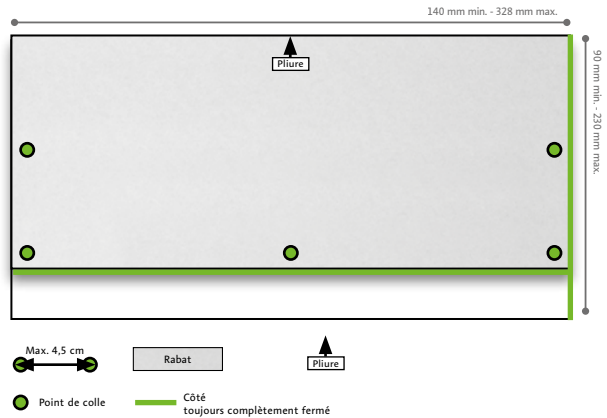 140 mm min. - 328 mm max.
Pliure
90 mm min. - 230 mm max.
Max. 4,5 cm
Rabat
Pliure
Point de colle
Côté
toujours complètement fermé